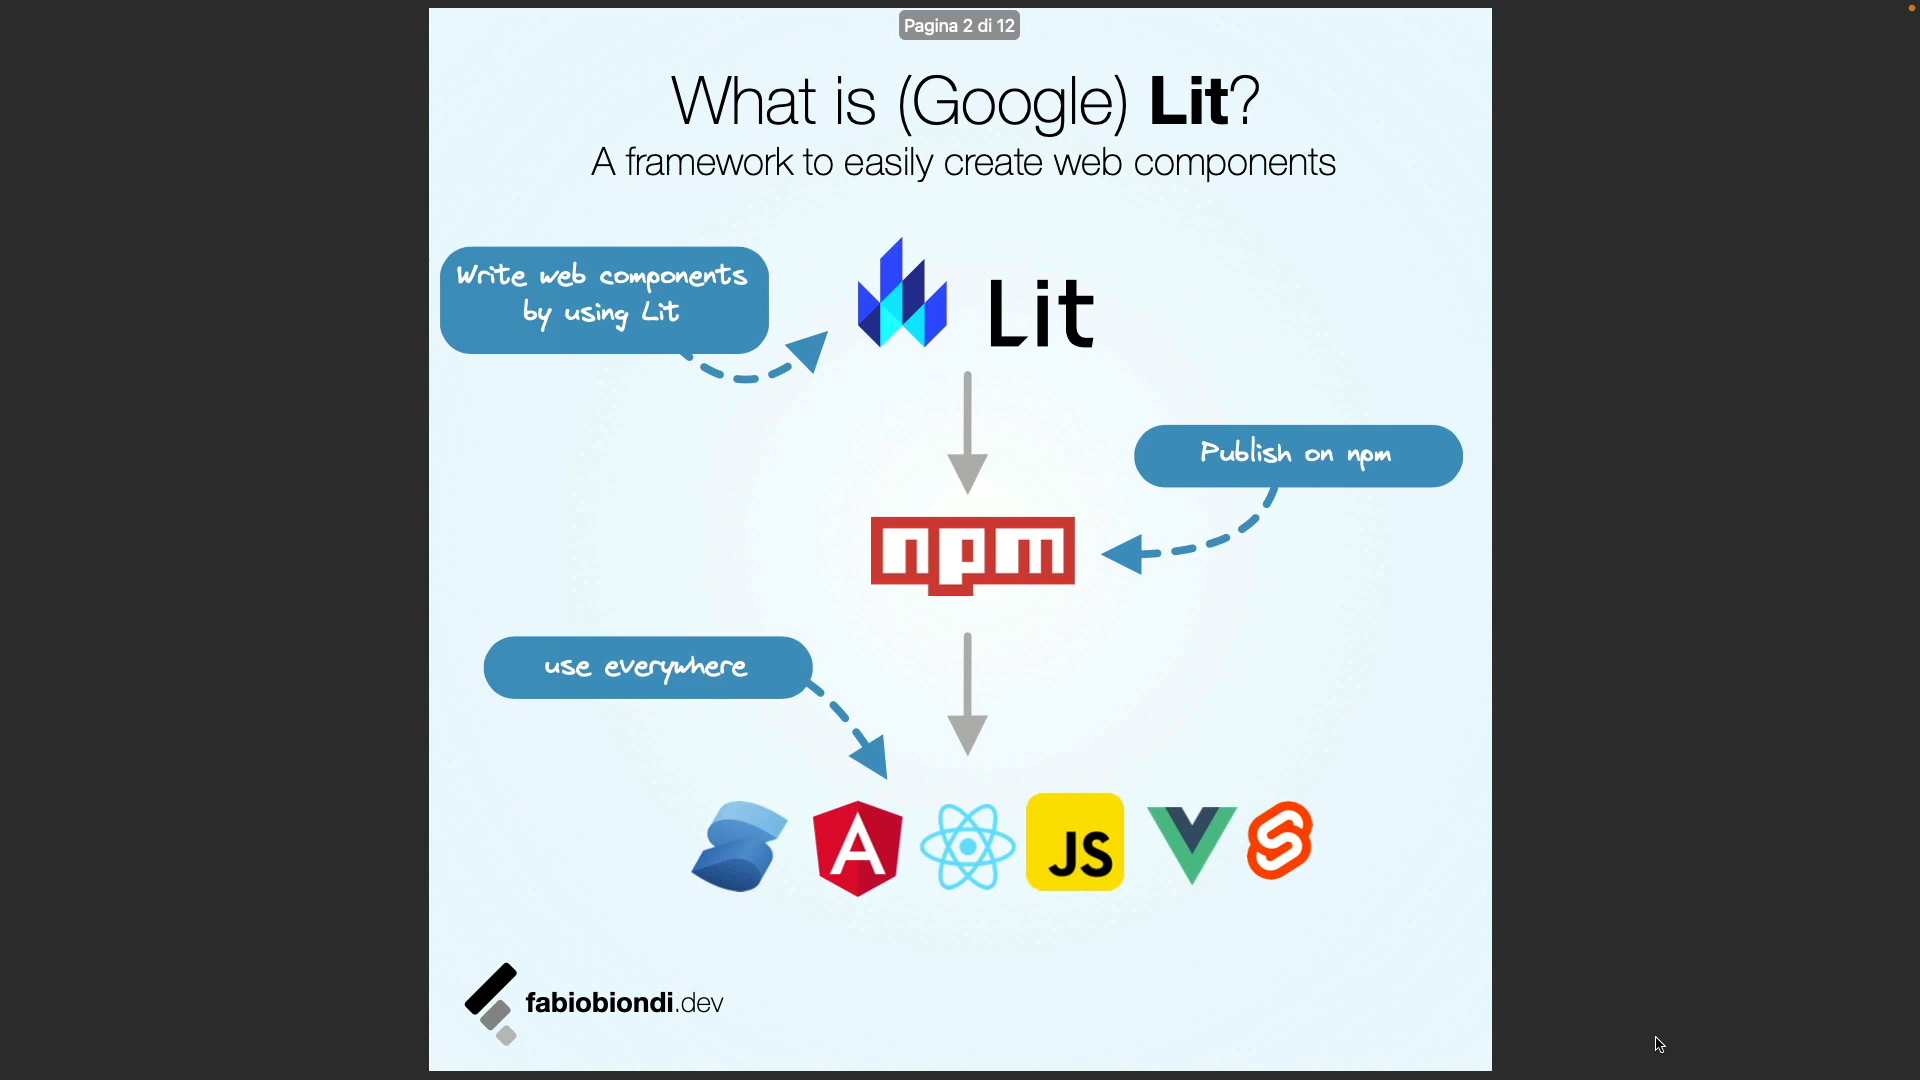 Pagina 2 di 12
What is (Google) Lit?
A framework to easily create web components
Write web components
by using Lit
Lit
Publish on npm
npm
use everywhere
JS
fabiobiondi.dev